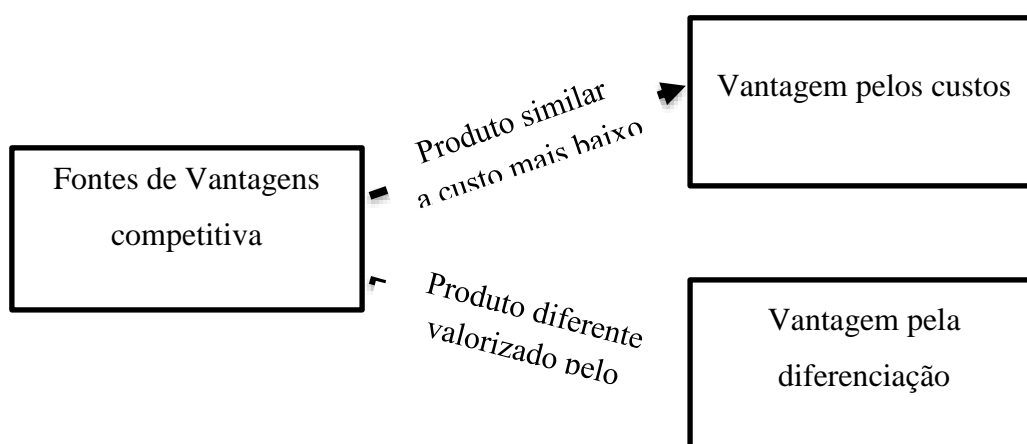 Vantagem pelos custos
Produto similar
a custo mais baixo
Fontes de Vantagens
competitiva
Produto diferente
valorizado pelo
Vantagem pela
diferenciação